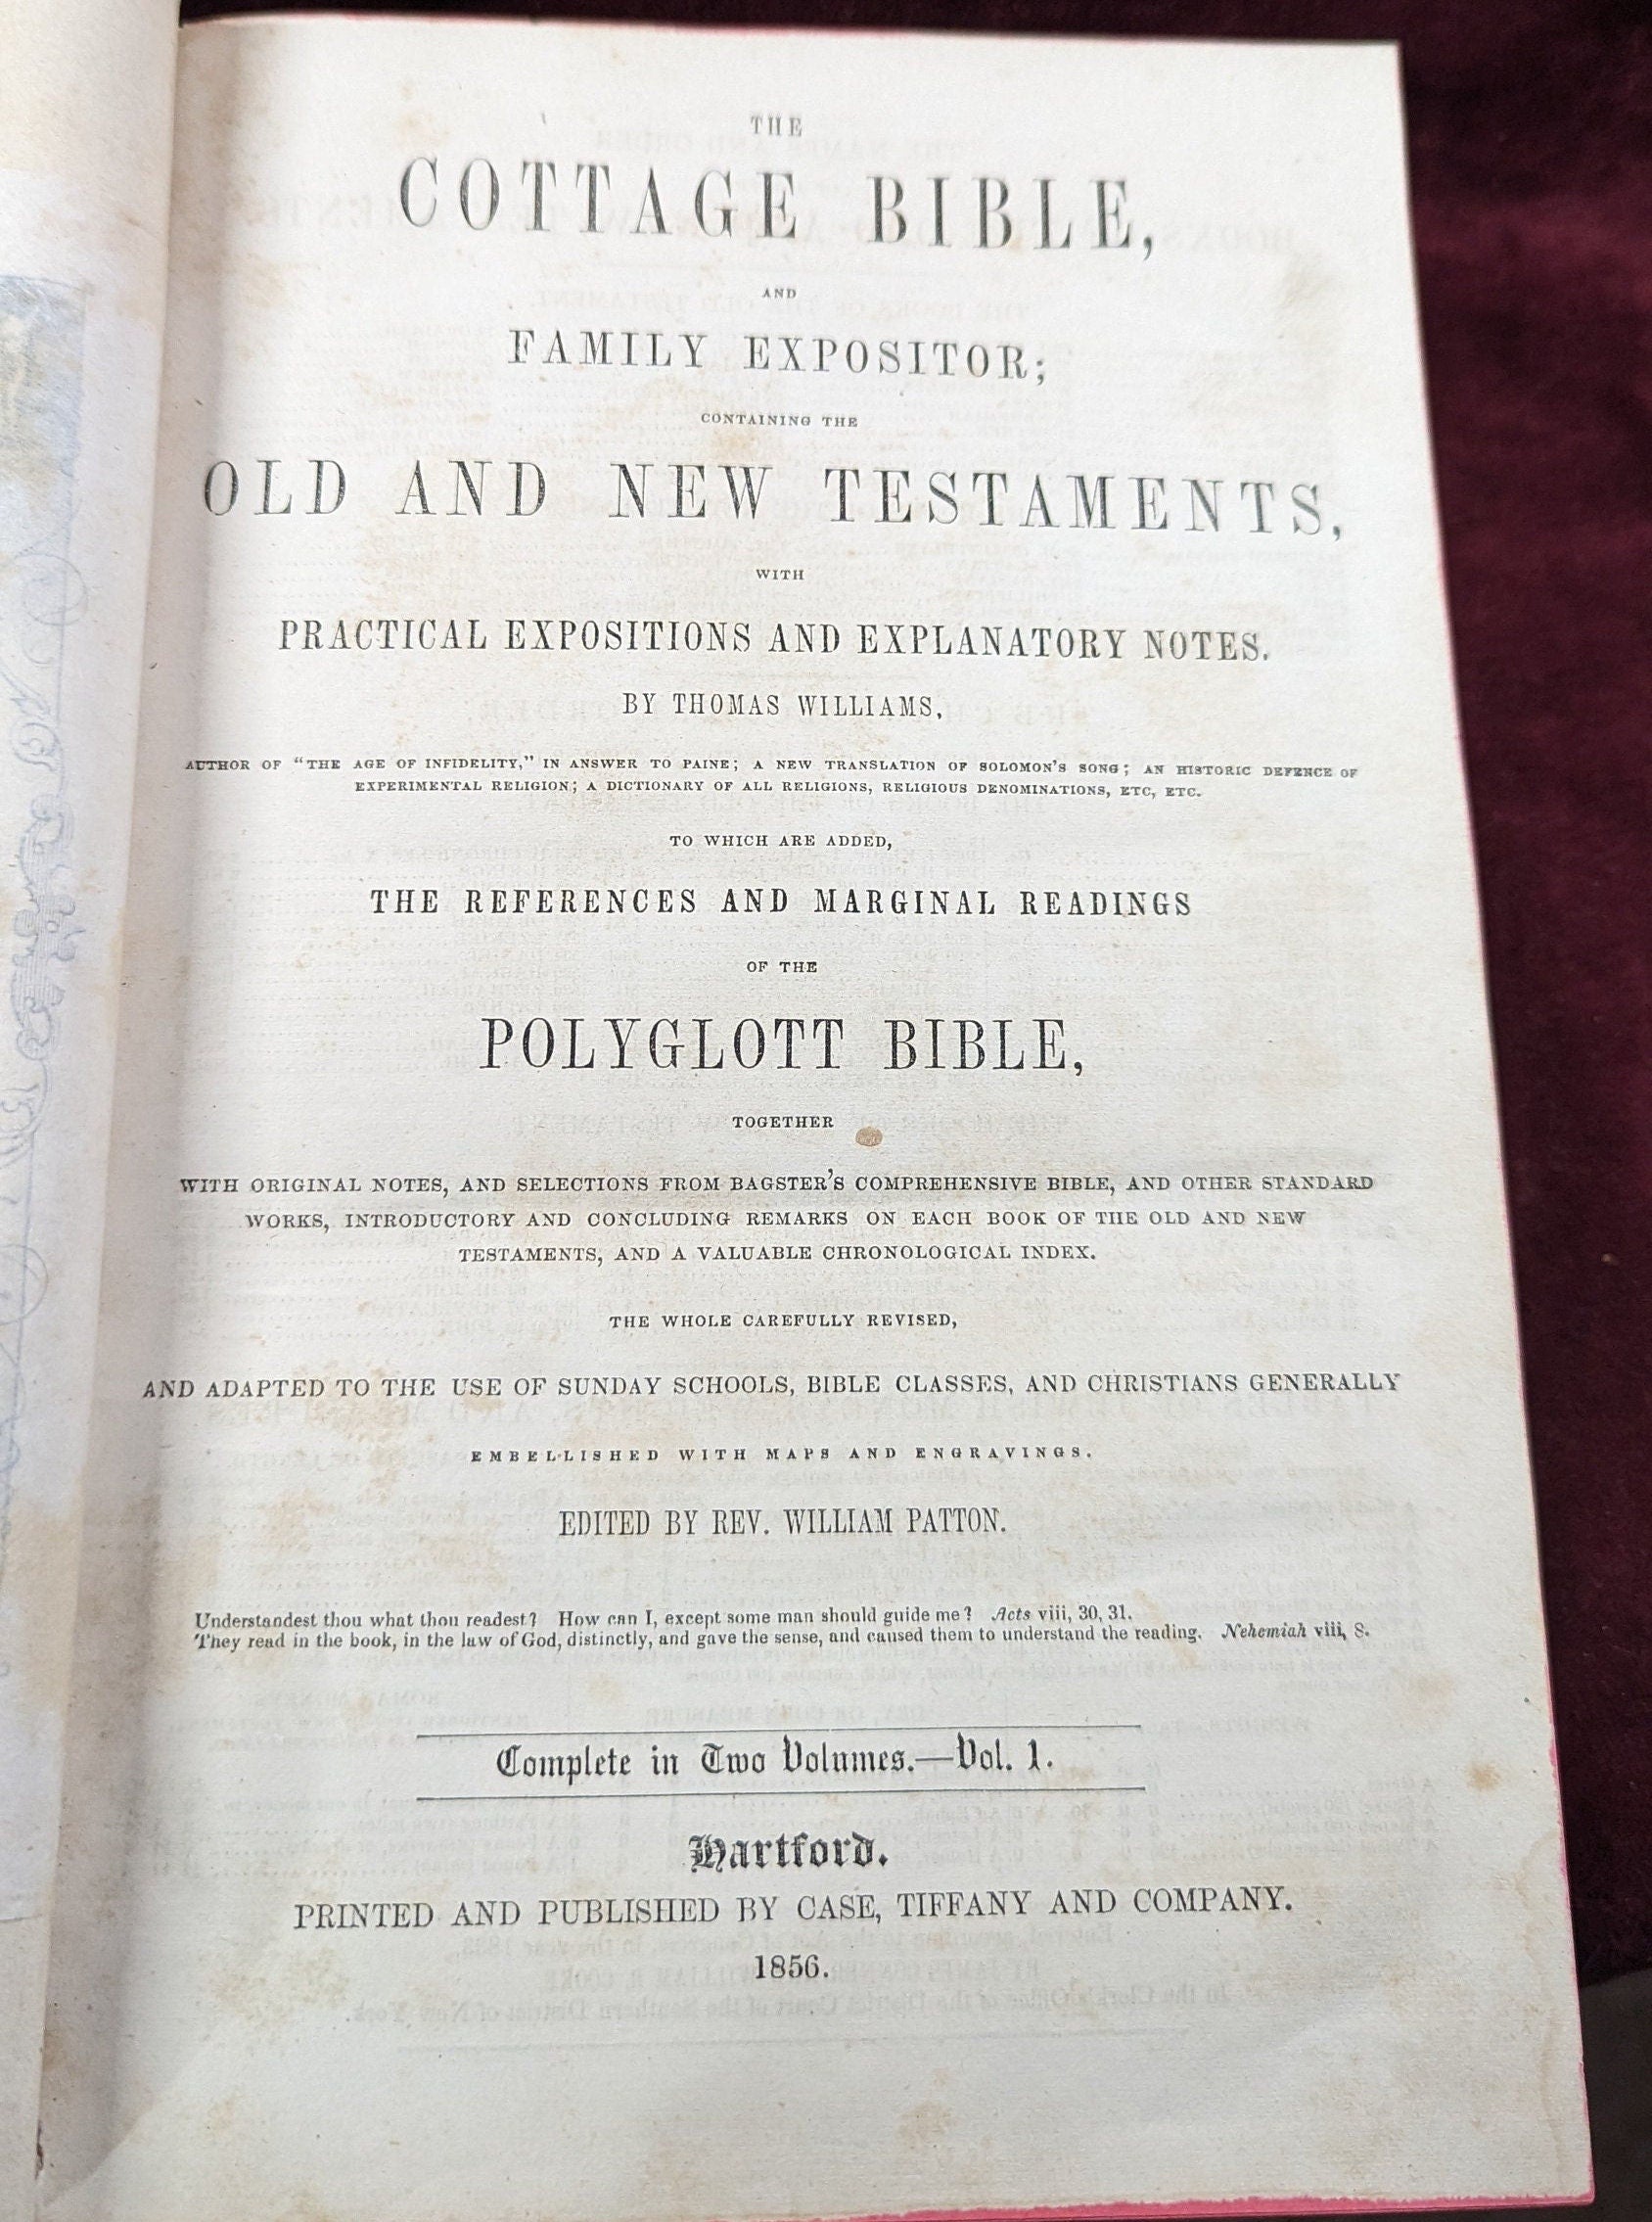 THE
COTTAGE BIBLE,
AND
FAMILY EXPOSITOR;
CONTAINING THE
OLD AND NEW TESTAMENTS,
WITH
PRACTICAL EXPOSITIONS AND EXPLANATORY NOTES.
BY THOMAS WILLIAMS,
AUTHOR OF "THE AGE OF INFIDELITY," IN ANSWER TO PAINE; A NEW TRANSLATION OF SOLOMON'S SONG; AN HISTORIC DEFENCE OF
EXPERIMENTAL RELIGION; A DICTIONARY OF ALL RELIGIONS, RELIGIOUS DENOMINATIONS, ETC, ETC.
TO WHICH ARE ADDED,
THE REFERENCES AND MARGINAL READINGS
OF THE
POLYGLOTT BIBLE,
TOGETHER
WITH ORIGINAL NOTES, AND SELECTIONS FROM BAGSTER'S COMPREHENSIVE BIBLE, AND OTHER STANDARD
WORKS, INTRODUCTORY AND CONCLUDING REMARKS ON EACH BOOK OF THE OLD AND NEW
TESTAMENTS, AND A VALUABLE CHRONOLOGICAL INDEX.
THE WHOLE CAREFULLY REVISED,
AND ADAPTED TO THE USE OF SUNDAY SCHOOLS, BIBLE CLASSES, AND CHRISTIANS GENERALLY
EMBELLISHED WITH MAPS AND ENGRAVINGS.
EDITED BY REV. WILLIAM PATTON.
Understandest thou what thou readest? How can I, except some man should guide me? Acts viii, 30, 31.
They read in the book, in the law of God, distinctly, and gave the sense, and caused them to understand the reading. Nehemiah viii, 8.
Complete in Two Volumes.—Vol. 1.
Hartford.
PRINTED AND PUBLISHED BY CASE, TIFFANY AND COMPANY.
1856.